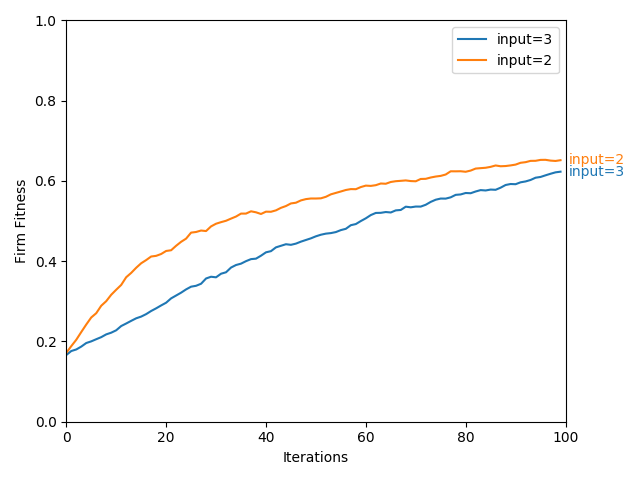 1.0
0.8
0.6
0.4
0.2
0.0
Firm Fitness
input=3
input=2
input=2
input=3
0 20 40 60 80 100
Iterations